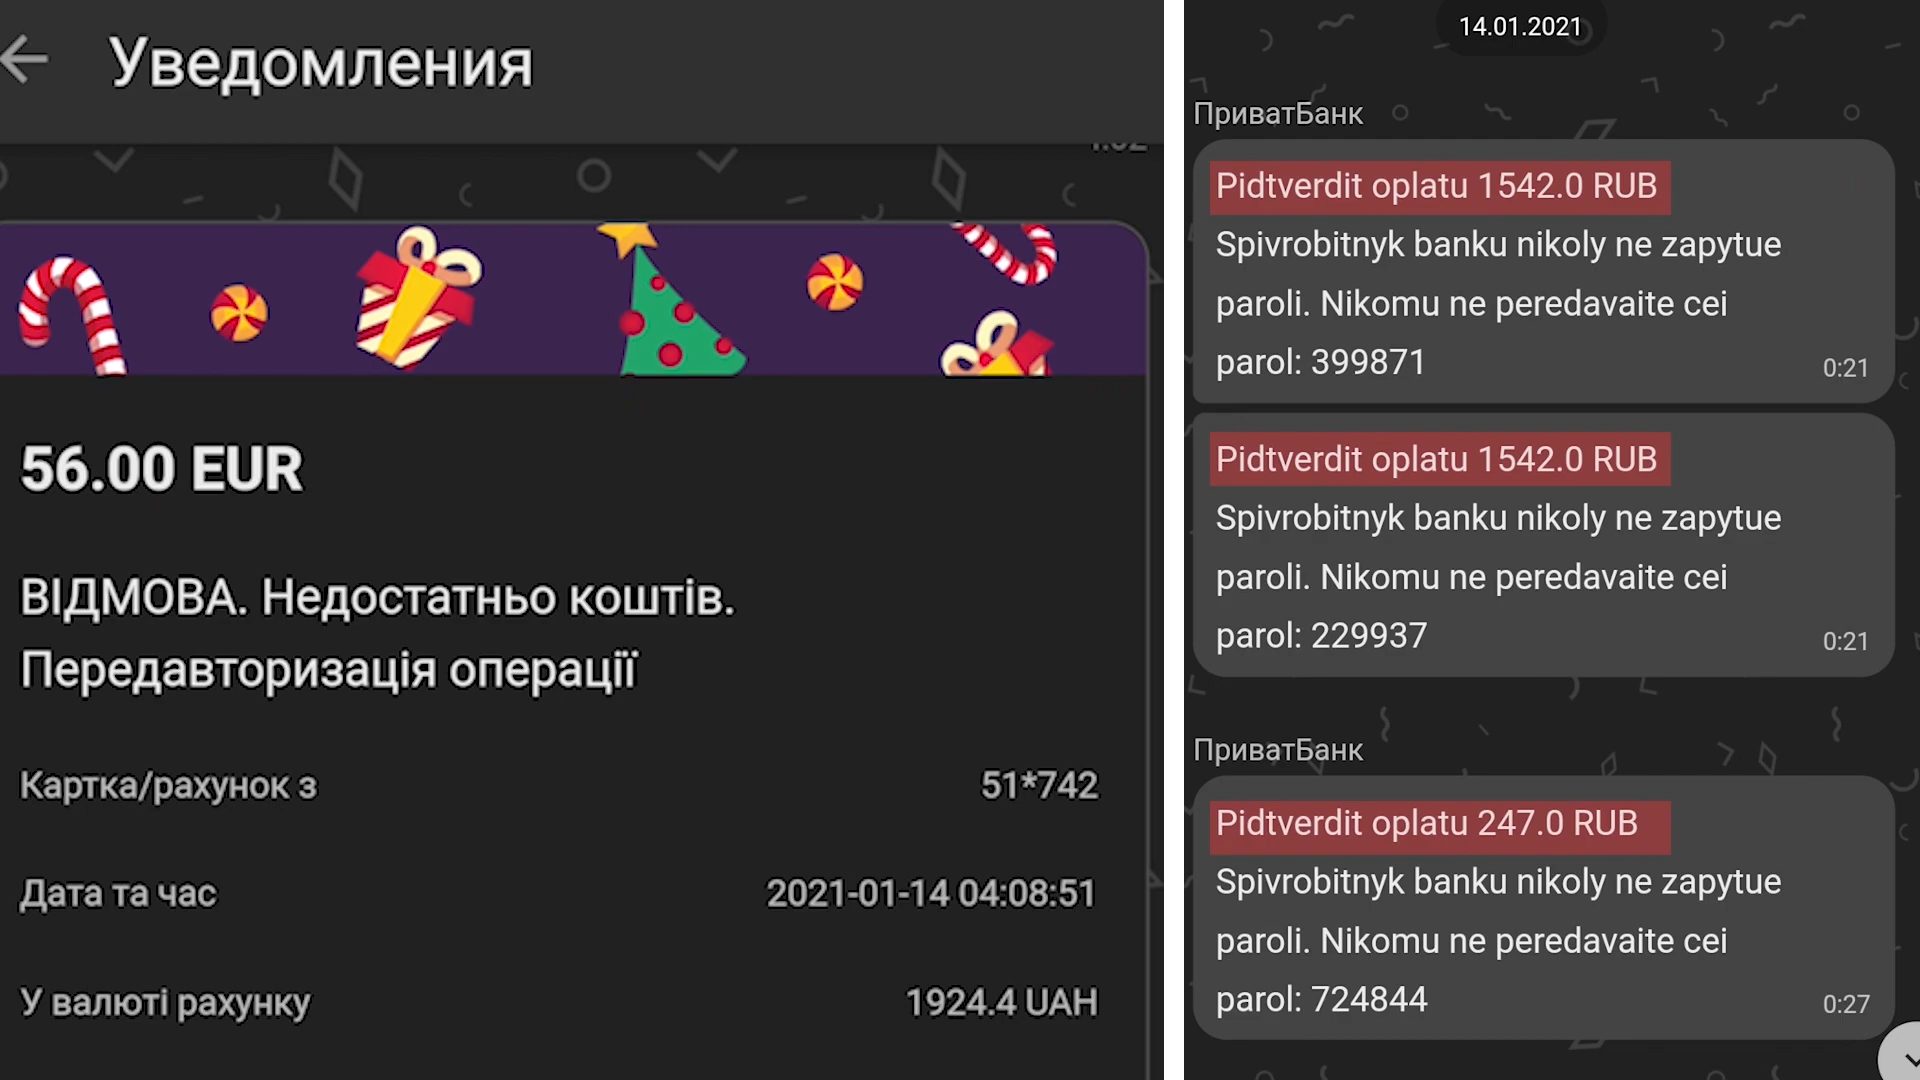 Уведомления
56.00 EUR
ВІДМОВА. Недостатньо коштів.
Передавторизація операції
Картка/рахунок з 51*742
Дата та час 2021-01-14 04:08:51
У валюті рахунку 1924.4 UAH
14.01.2021
ПриватБанк
Pidtverdit oplatu 1542.0 RUB
Spivrobitnyk banku nikoly ne zapytue
paroli. Nikomu ne peredavaite cei
parol: 399871 0:21
Pidtverdit oplatu 1542.0 RUB
Spivrobitnyk banku nikoly ne zapytue
paroli. Nikomu ne peredavaite cei
parol: 229937 0:21
ПриватБанк
Pidtverdit oplatu 247.0 RUB
Spivrobitnyk banku nikoly ne zapytue
paroli. Nikomu ne peredavaite cei
parol: 724844 0:27